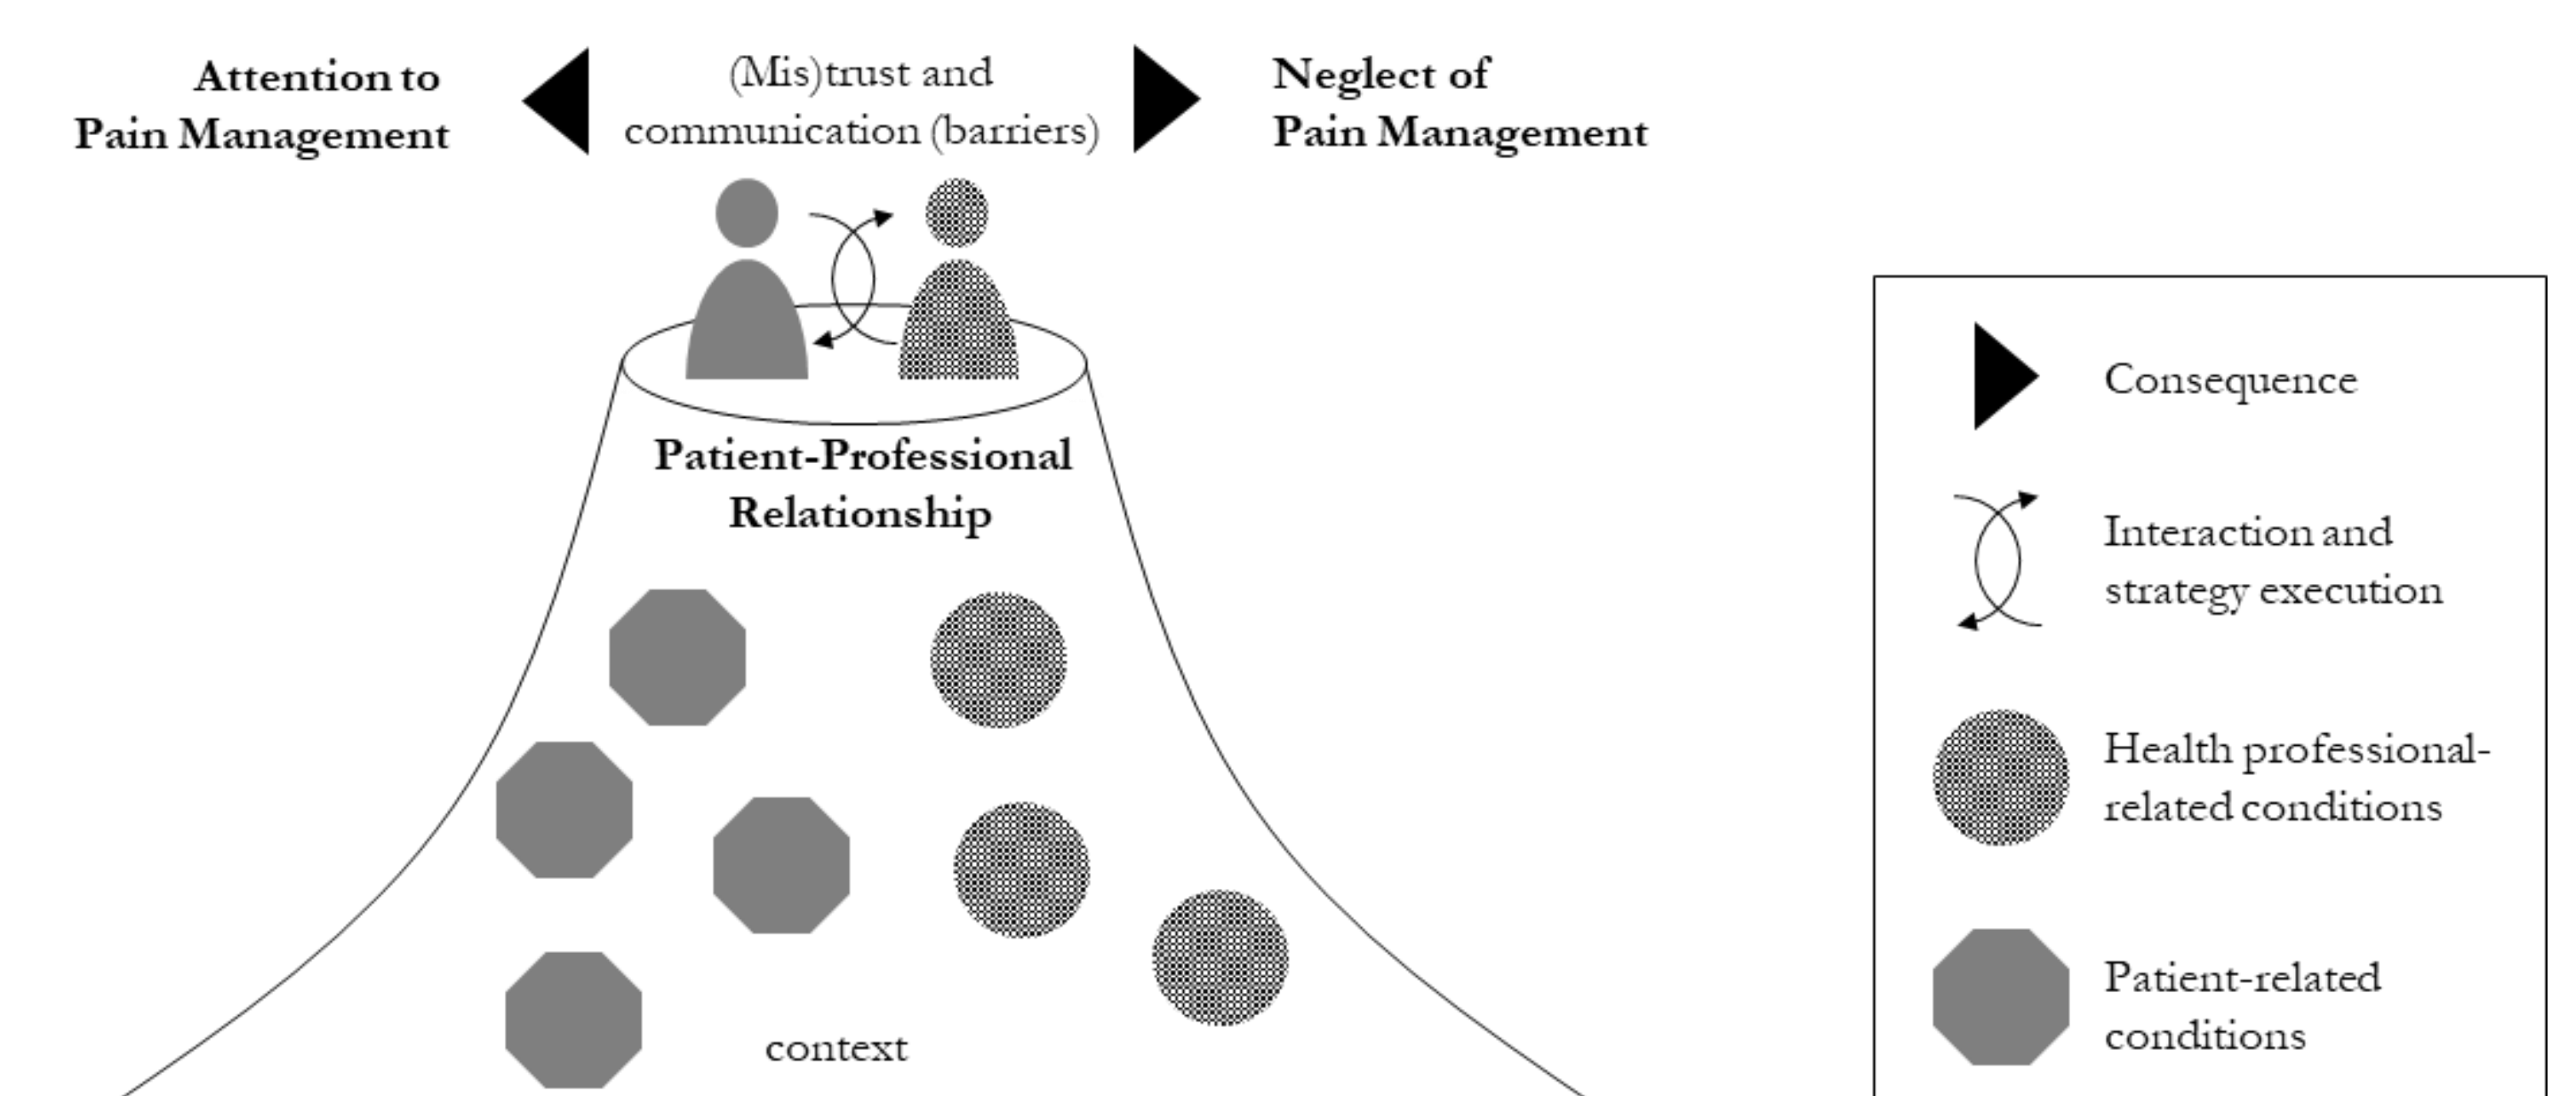 Attention to
Pain Management
(Mis)trust and
communication (barriers)
Neglect of
Pain Management
Patient-Professional
Relationship
context
Consequence
Interaction and
strategy execution
Health professional-
related conditions
Patient-related
conditions